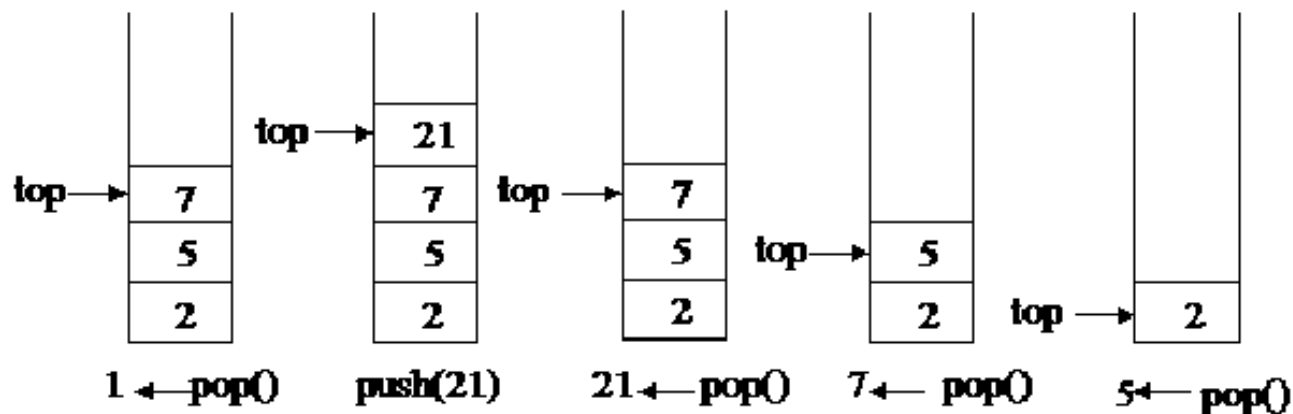 top 21
top 7 7 top 7
5 5 5 top 5
2 2 2 2 top 2
1 ← pop() push(21) 21 ← pop() 7 ← pop() 5 ← pop()